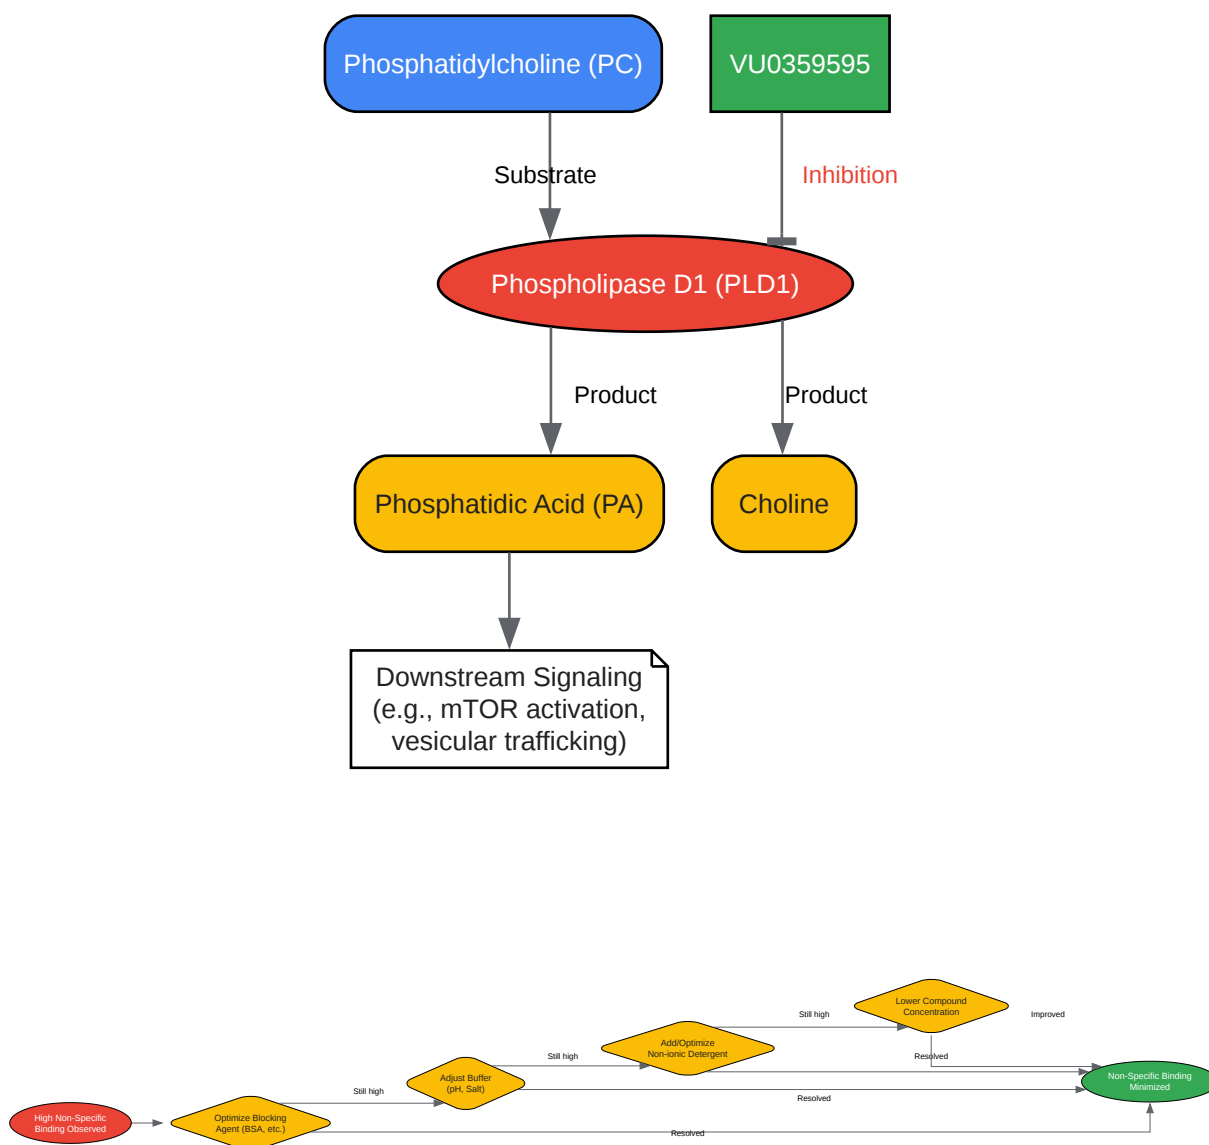 Phosphatidylcholine (PC)
VU0359595
Substrate
Inhibition
Phospholipase D1 (PLD1)
Product
Product
Phosphatidic Acid (PA)
Choline
Downstream Signaling
(e.g., mTOR activation,
vesicular trafficking)
Lower Compound
Concentration
Still high
Improved
Add/Optimize
Non-ionic Detergent
Still high
Resolved
Adjust Buffer
(pH, Salt)
Non-Specific Binding
Minimized
Still high
Resolved
High Non-Specific
Binding Observed
Optimize Blocking
Agent (BSA, etc.)
Resolved